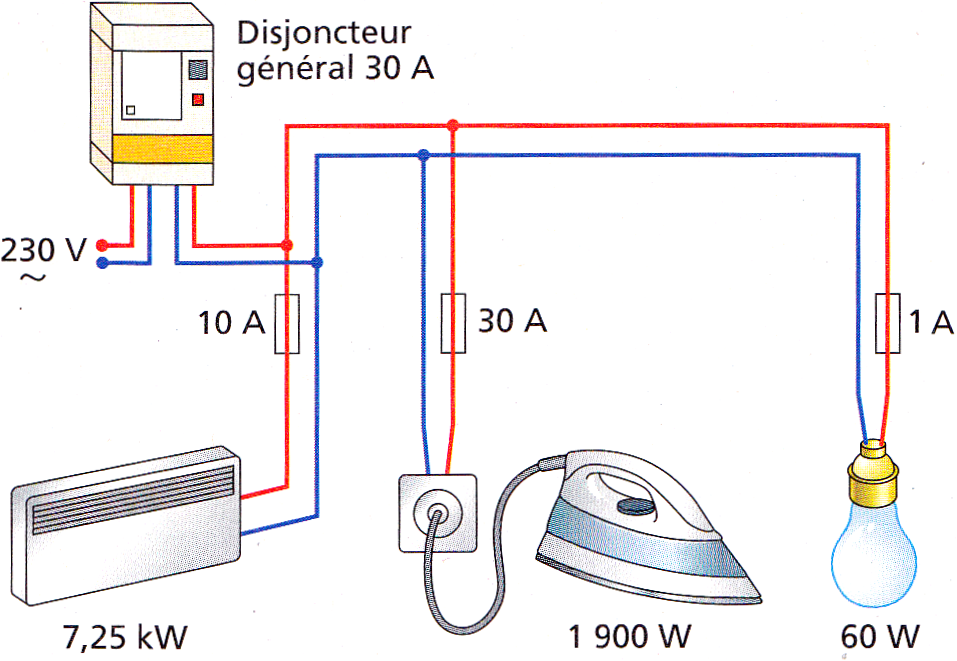 Disjoncteur
général 30 A
230 V
~
10 A
30 A
1 A
7,25 kW
1 900 W
60 W